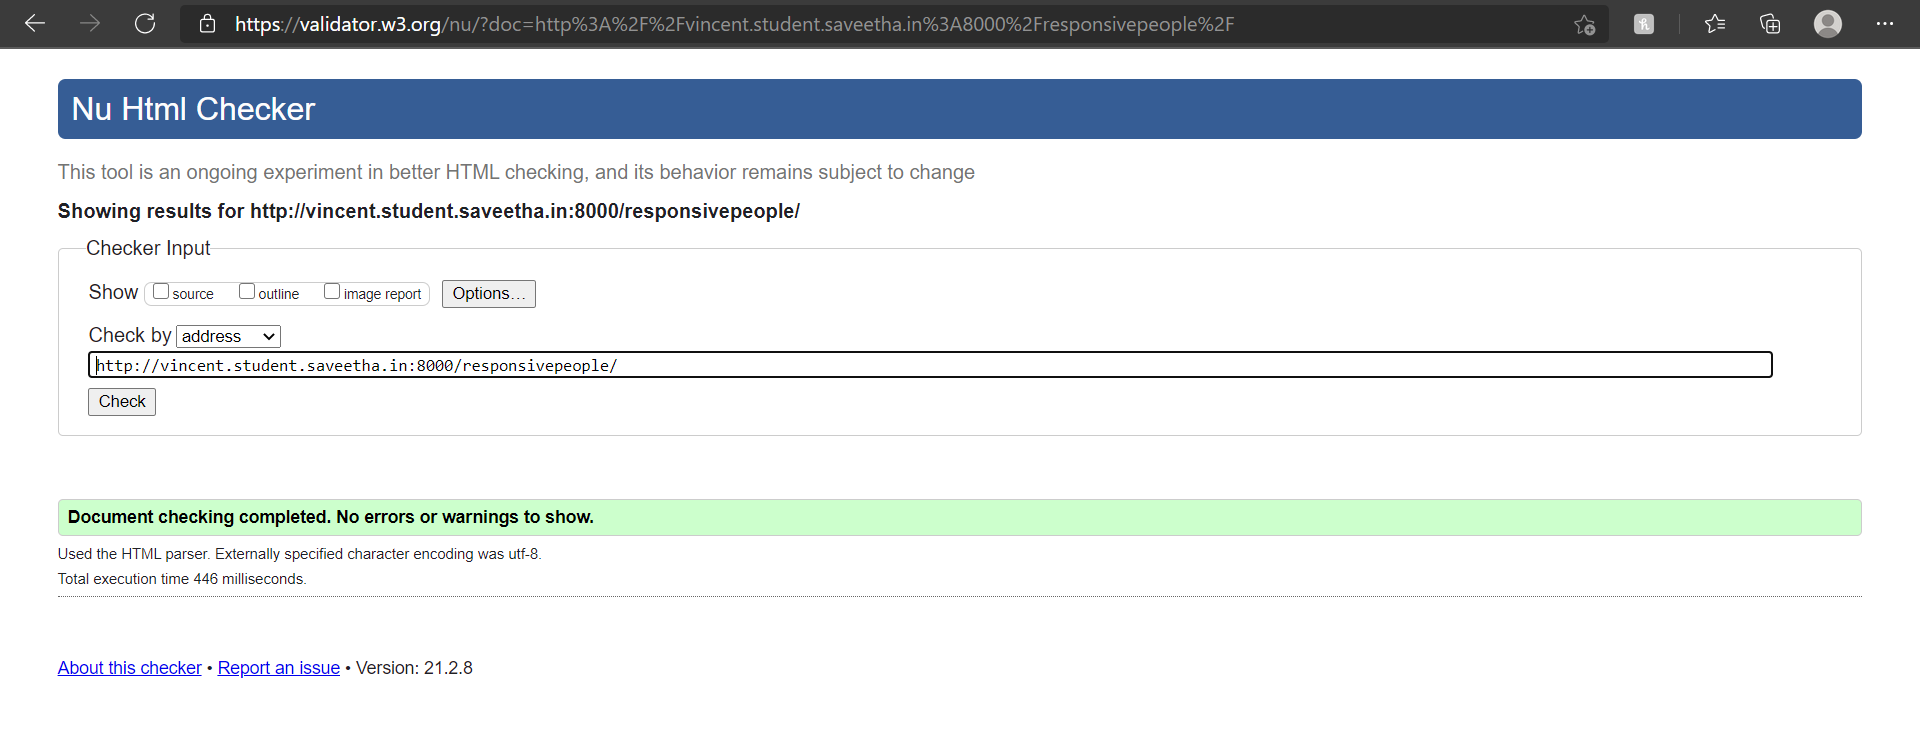 https://validator.w3.org/nu/?doc=http%3A%2F%2Fvincent.student.saveetha.in%3A8000%2Fresponsivepeople%2F
Nu Html Checker
This tool is an ongoing experiment in better HTML checking, and its behavior remains subject to change
Showing results for http://vincent.student.saveetha.in:8000/responsivepeople/
Checker Input
Show source outline image report Options...
Check by address
http://vincent.student.saveetha.in:8000/responsivepeople/
Check
Document checking completed. No errors or warnings to show.
Used the HTML parser. Externally specified character encoding was utf-8.
Total execution time 446 milliseconds.
About this checker • Report an issue • Version: 21.2.8